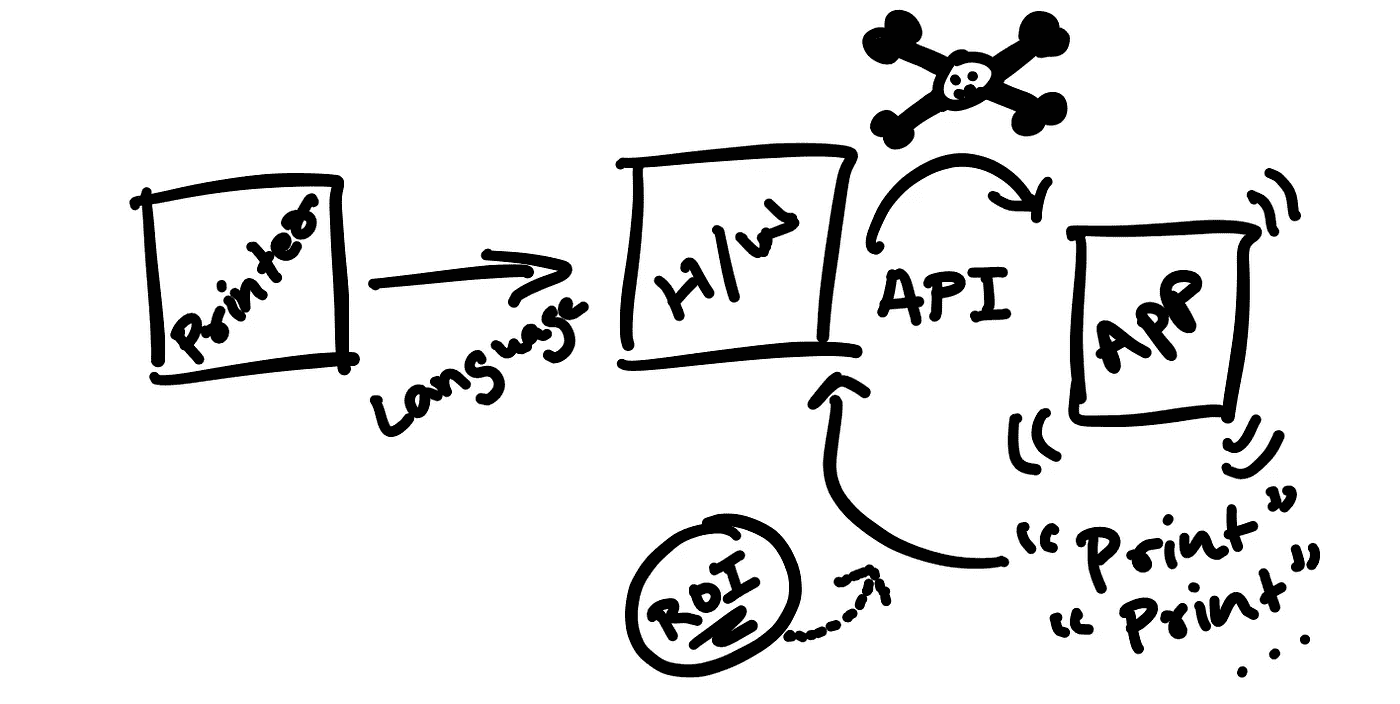 Printer
Language
H/W
API
APP
ROI
“Print”
“Print”
...